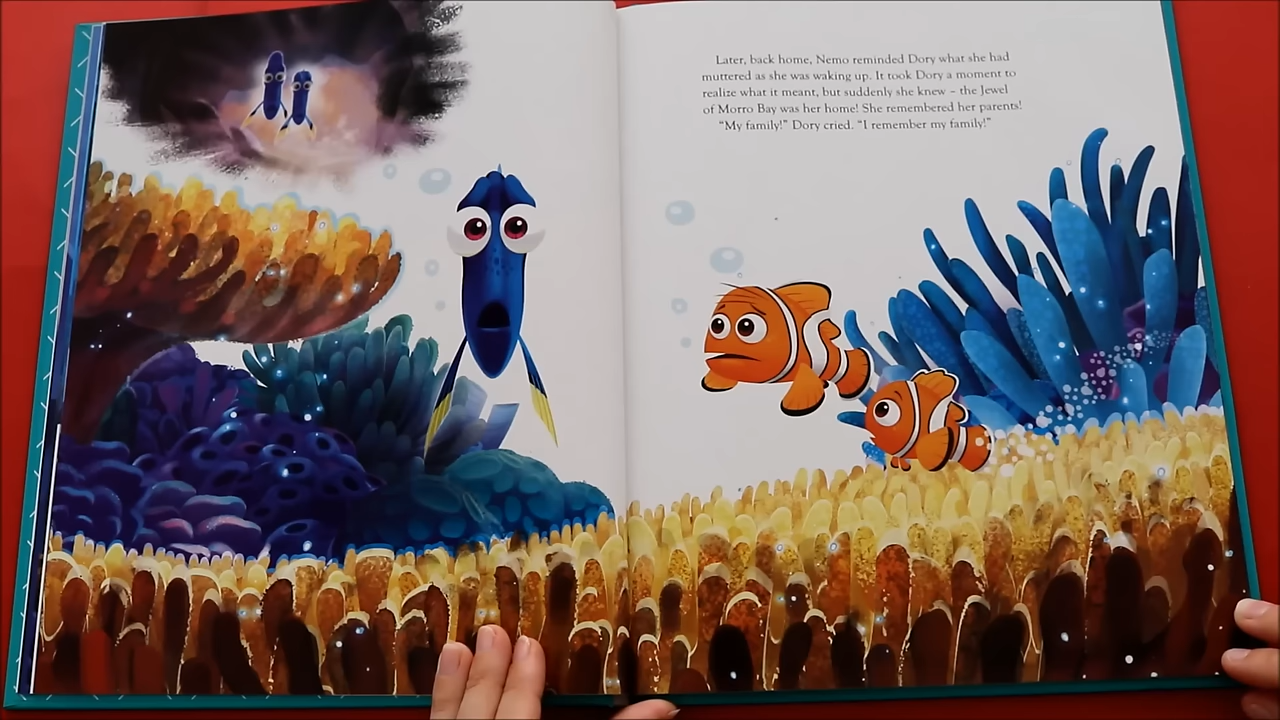 Later, back home, Nemo reminded Dory what she had
muttered as she was waking up. It took Dory a moment to
realize what it meant, but suddenly she knew – the Jewel
of Morro Bay was her home! She remembered her parents!
“My family!” Dory cried. “I remember my family!”